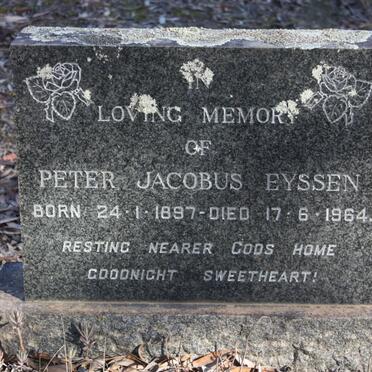 IN
LOVING MEMORY
OF
PETER JACOBUS EYSSEN
BORN 24·1·1897-DIED 17·6·1964.
RESTING NEARER GODS HOME
GOODNIGHT SWEETHEART!